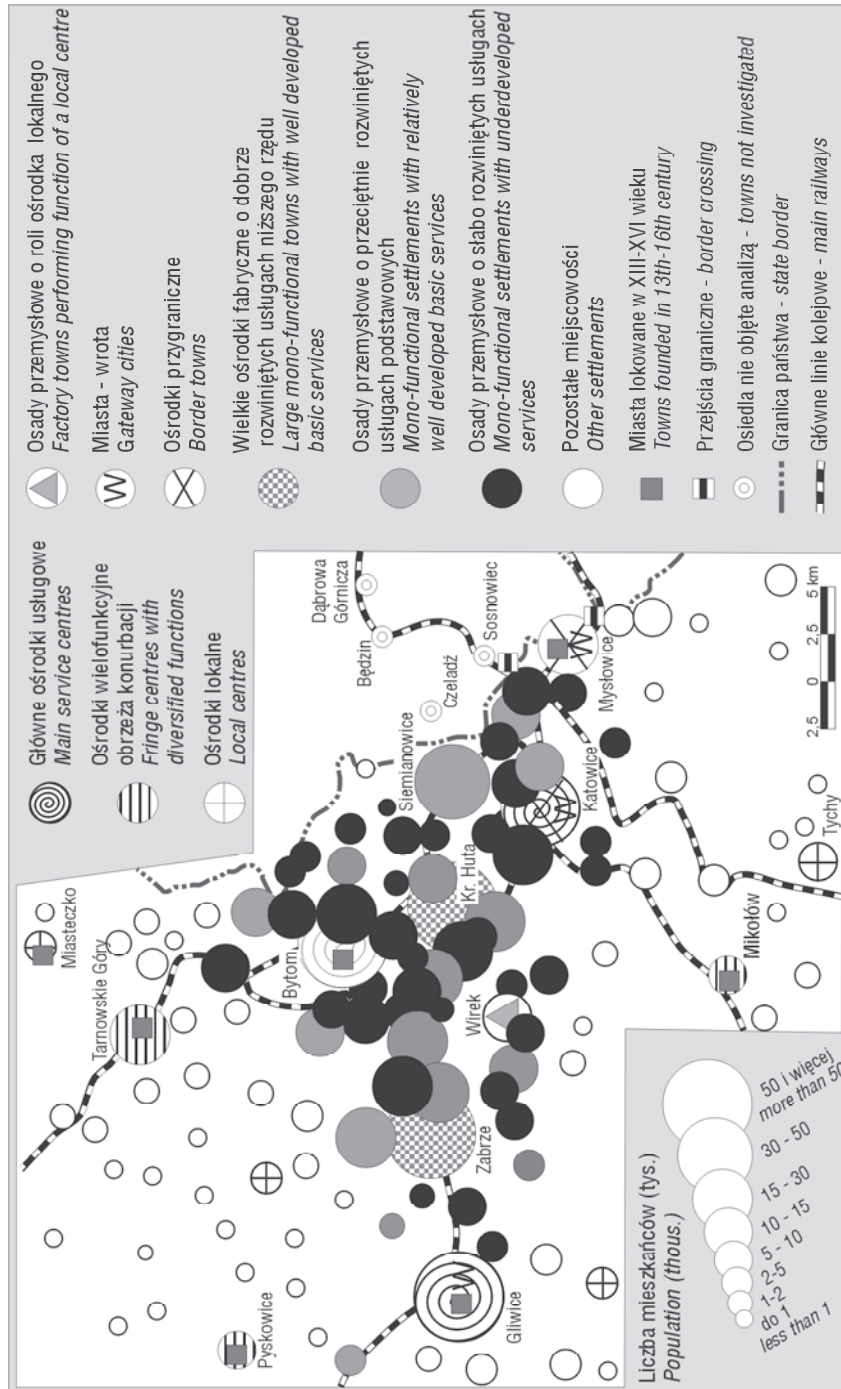 Główne ośrodki usługowe
Main service centres
Ośrodki wielofunkcyjne
obrzeża konurbacji
Fringe centres with
diversified functions
Ośrodki lokalne
Local centres
Osady przemysłowe o roli ośrodka lokalnego
Factory towns performing function of a local centre
Miasta - wrota
Gateway cities
Ośrodki przygraniczne
Border towns
Wielkie ośrodki fabryczne o dobrze
rozwiniętych usługach niższego rzędu
Large mono-functional towns with well developed
basic services
Osady przemysłowe o przeciętnie rozwiniętych
usługach podstawowych
Mono-functional settlements with relatively
well developed basic services
Osady przemysłowe o słabo rozwiniętych usługach
Mono-functional settlements with underdeveloped
services
Pozostałe miejscowości
Other settlements
Miasta lokowane w XIII-XVI wieku
Towns founded in 13th-16th century
Przejścia graniczne - border crossing
Osiedla nie objęte analizą - towns not investigated
Granica państwa - state border
Główne linie kolejowe - main railways
Miasteczko
Tarnowskie Góry
Pyskowice
Bytom
Siemianowice
Czeladź
Będzin
Dąbrowa
Górnicza
Sosnowiec
Kr. Huta
Zabrze
Gliwice
W
Wirek
Katowice
W
Mysłowice
W
Mikołów
Tychy
2.5 0 2.5 5 km
Liczba mieszkańców (tys.)
Population (thous.)
50 i więcej
more than 50
30 - 50
15 - 30
10 - 15
5 - 10
2-5
1-2
do 1
less than 1